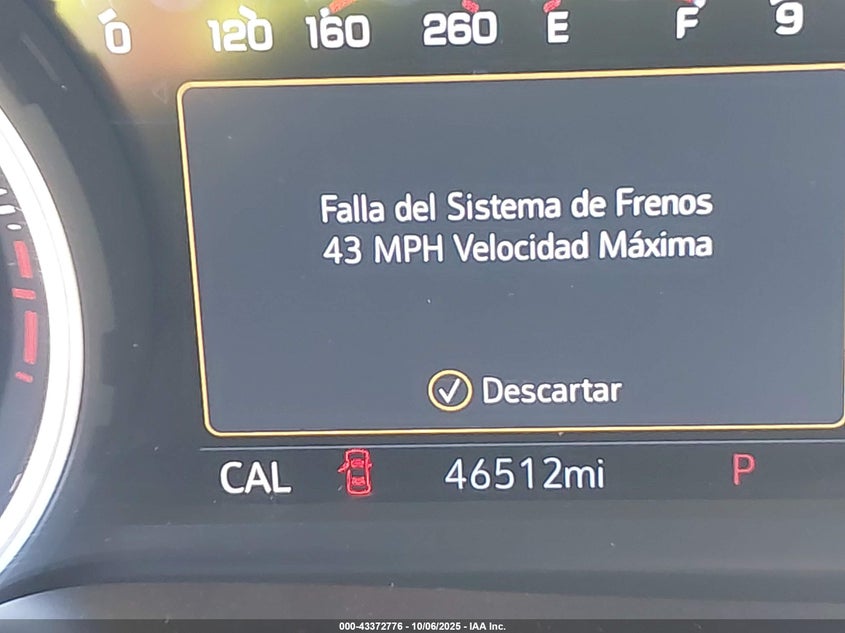 0 120 160 260 E F 9
Falla del Sistema de Frenos
43 MPH Velocidad Máxima
Descartar
CAL 46512mi P
000-43372776 - 10/06/2025 - IAA Inc.